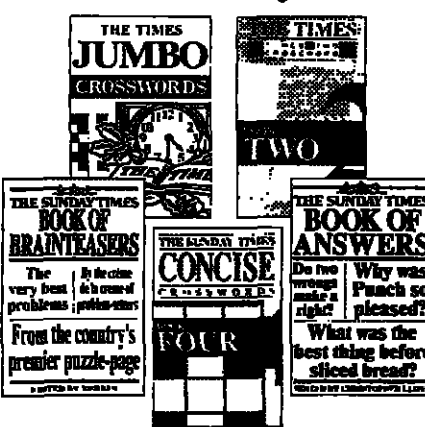 THE TIMES
JUMBO
CROSSWORDS
THE TIMES
TWO
THE SUNDAY TIMES
BOOK OF
BRAINTEASERS
The
very best
problems
From the country's
premier puzzle-page
THE SUNDAY TIMES
CONCISE
CROSSWORDS
FOUR
THE SUNDAY TIMES
BOOK OF
ANSWERS
Do two
wrongs
make a
right?
Why was
Punch so
pleased?
What was the
best thing before
sliced bread?